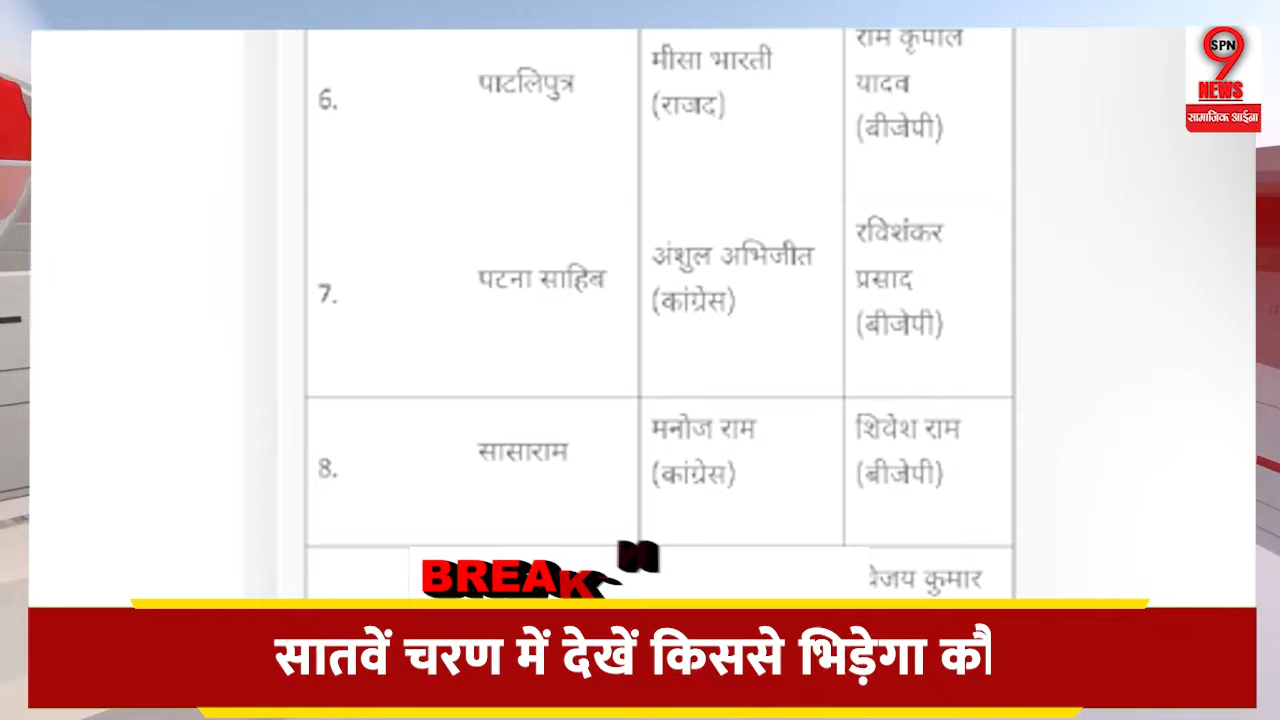 राम कृपाल
6.
पाटलिपुत्र
मीसा भारती
(राजद)
यादव
(बीजेपी)
7.
पटना साहिब
अंशुल अभिजीत
(कांग्रेस)
रविशंकर
प्रसाद
(बीजेपी)
8.
सासाराम
मनोज राम
(कांग्रेस)
शिवेश राम
(बीजेपी)
कुमार
BREAK
सातवें चरण में देखें किससे भिड़ेगा कौ
SPN
9
NEWS
सामाजिक आईना